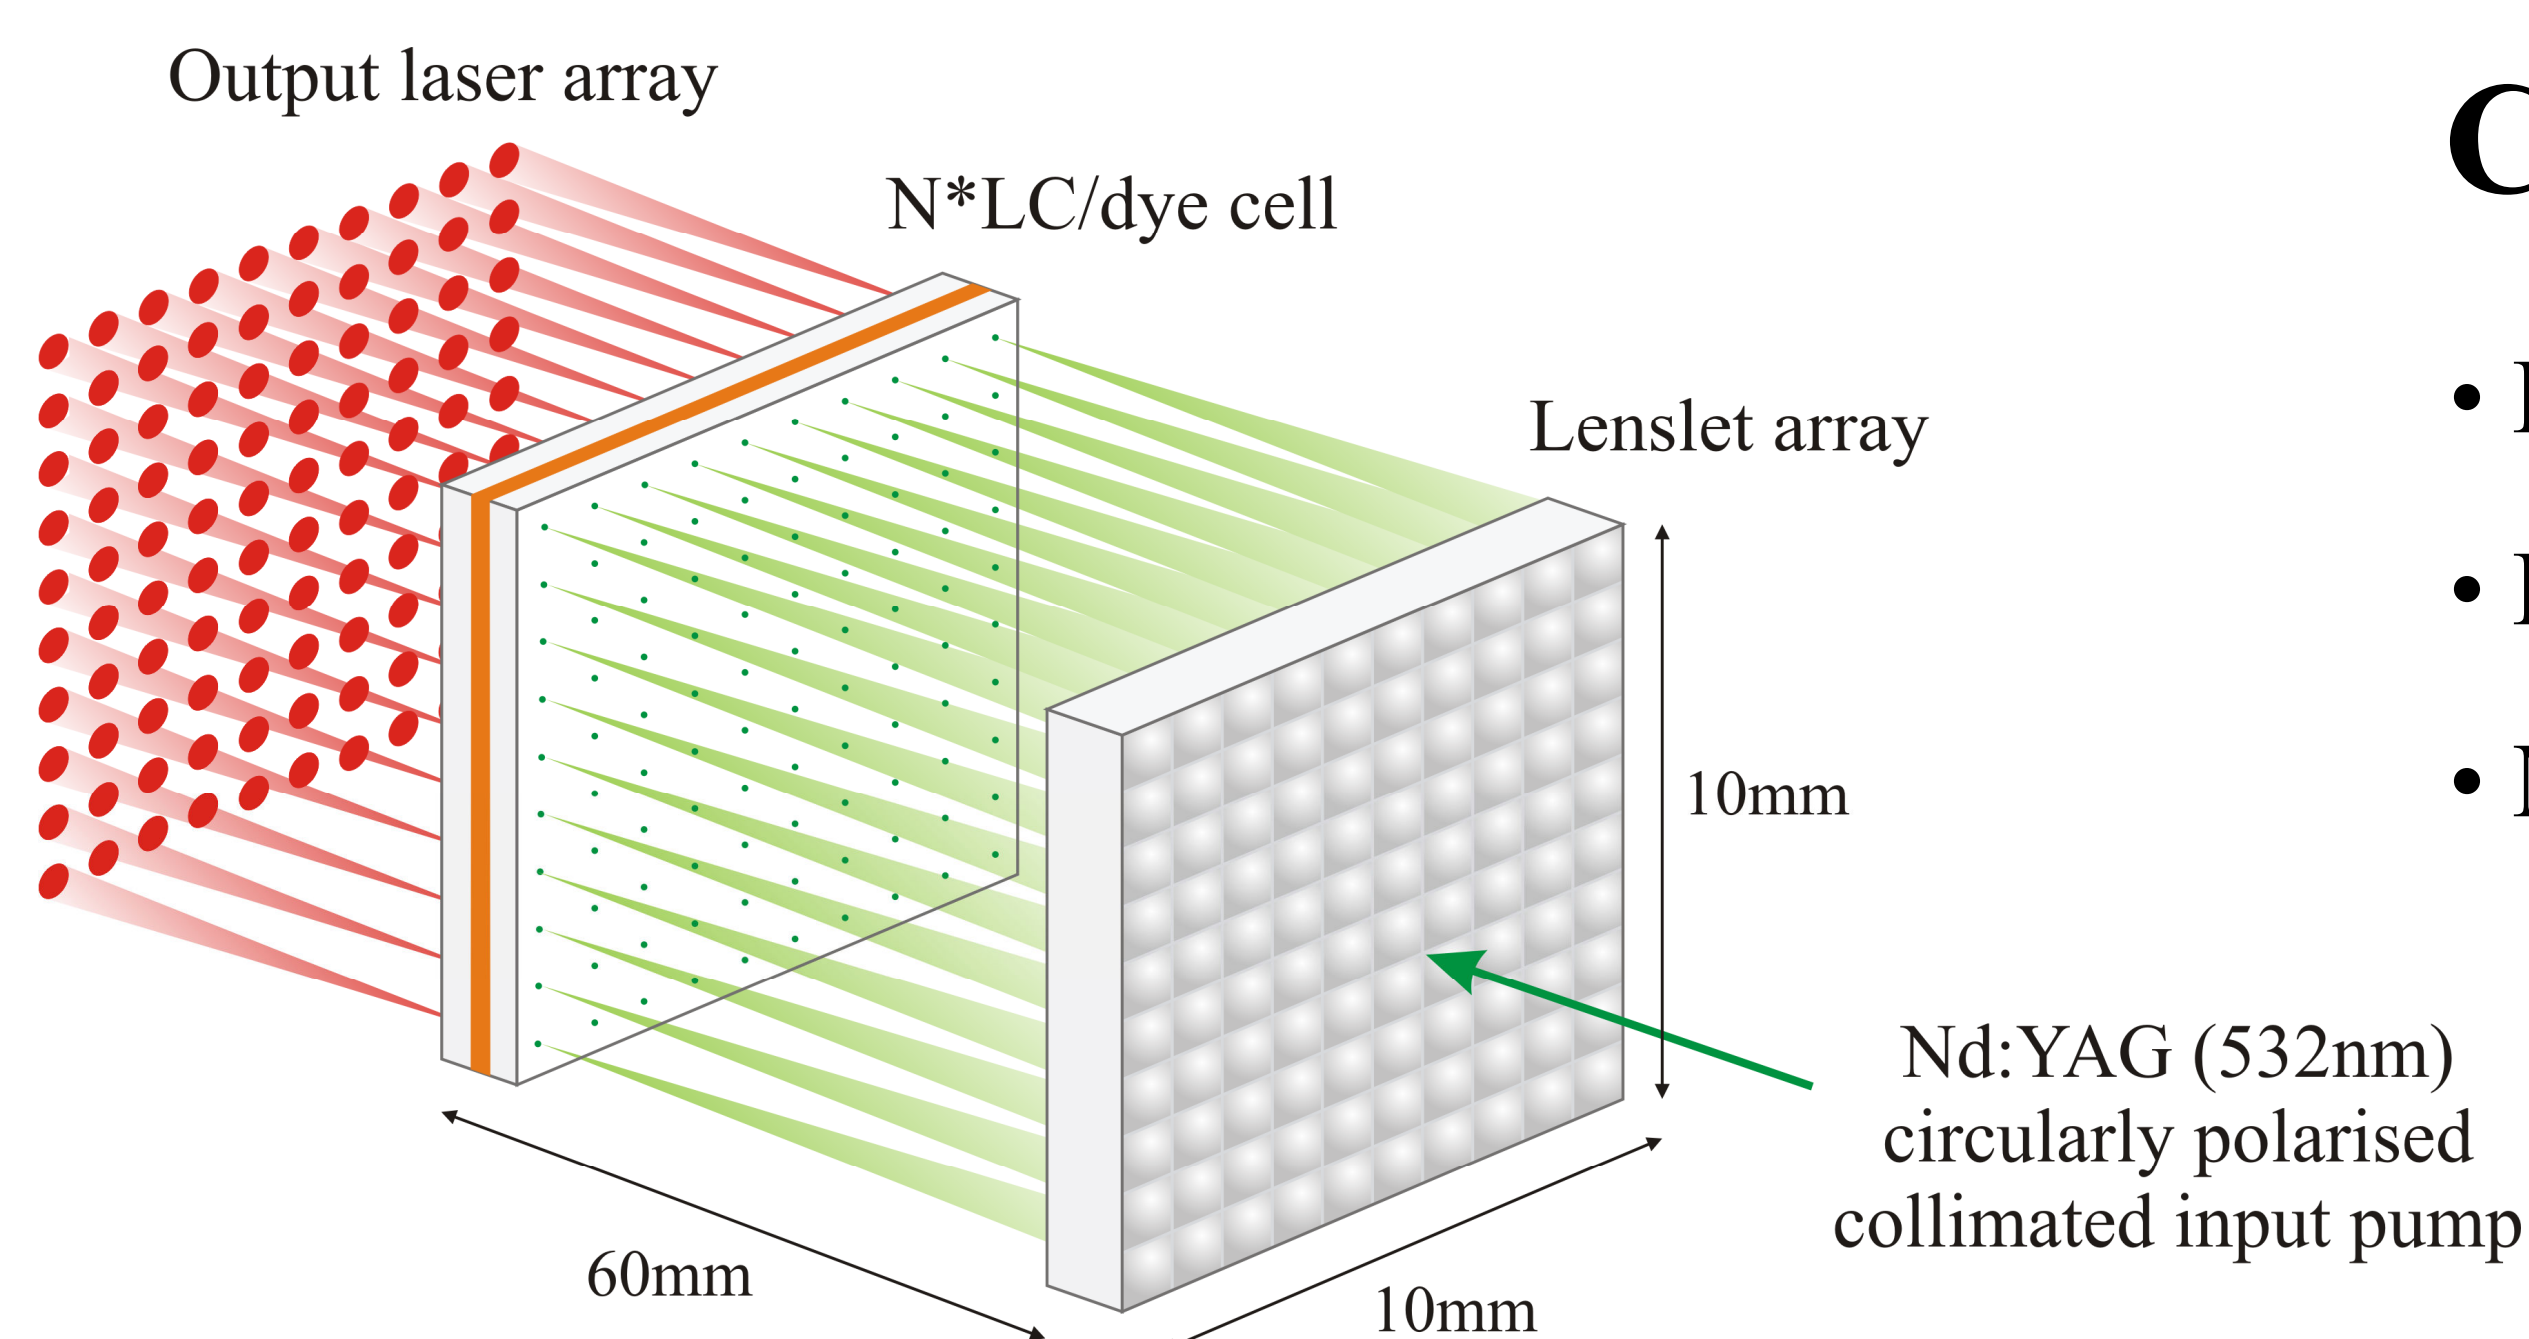 Output laser array
N*LC/dye cell
Lenslet array
10mm
Nd:YAG (532nm)
circularly polarised
collimated input pump
60mm
10mm